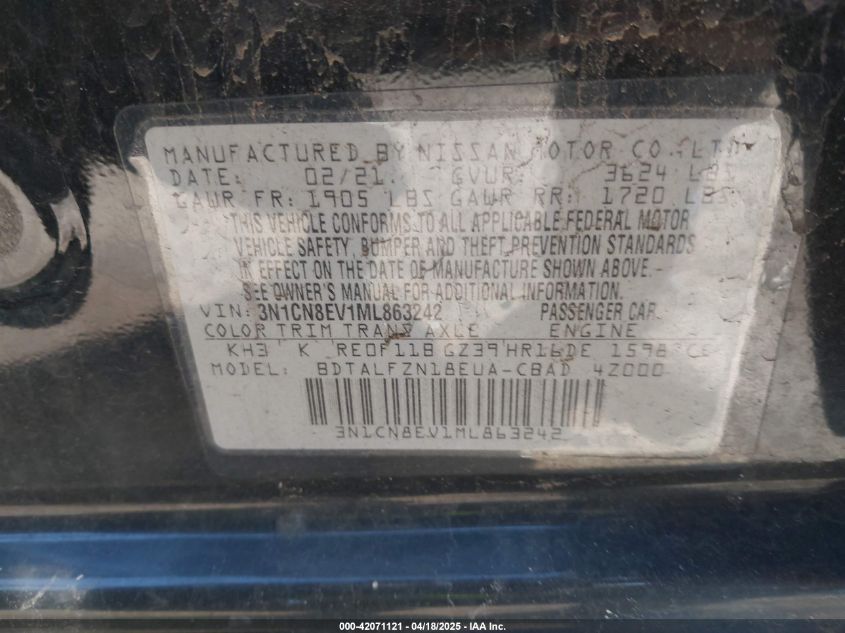 MANUFACTURED BY NISSAN MOTOR CO.,LTD.
DATE: 02/21 GVWR: 3624 LBS
GAWR FR: 1905 LBS GAWR RR: 1720 LBS
THIS VEHICLE CONFORMS TO ALL APPLICABLE FEDERAL MOTOR
VEHICLE SAFETY, BUMPER AND THEFT PREVENTION STANDARDS
IN EFFECT ON THE DATE OF MANUFACTURE SHOWN ABOVE.
SEE OWNER'S MANUAL FOR ADDITIONAL INFORMATION.
VIN: 3N1CN8EV1ML863242 PASSENGER CAR
COLOR TRIM TRANS AXLE ENGINE
KH3 K RE0F11B GZ39 HR16DE 1598 CC
MODEL: BDTALFZN18EUA-CBAD 4Z000
3N1CN8EV1ML863242
000-42071121 | 04/18/2025 - IAA Inc.